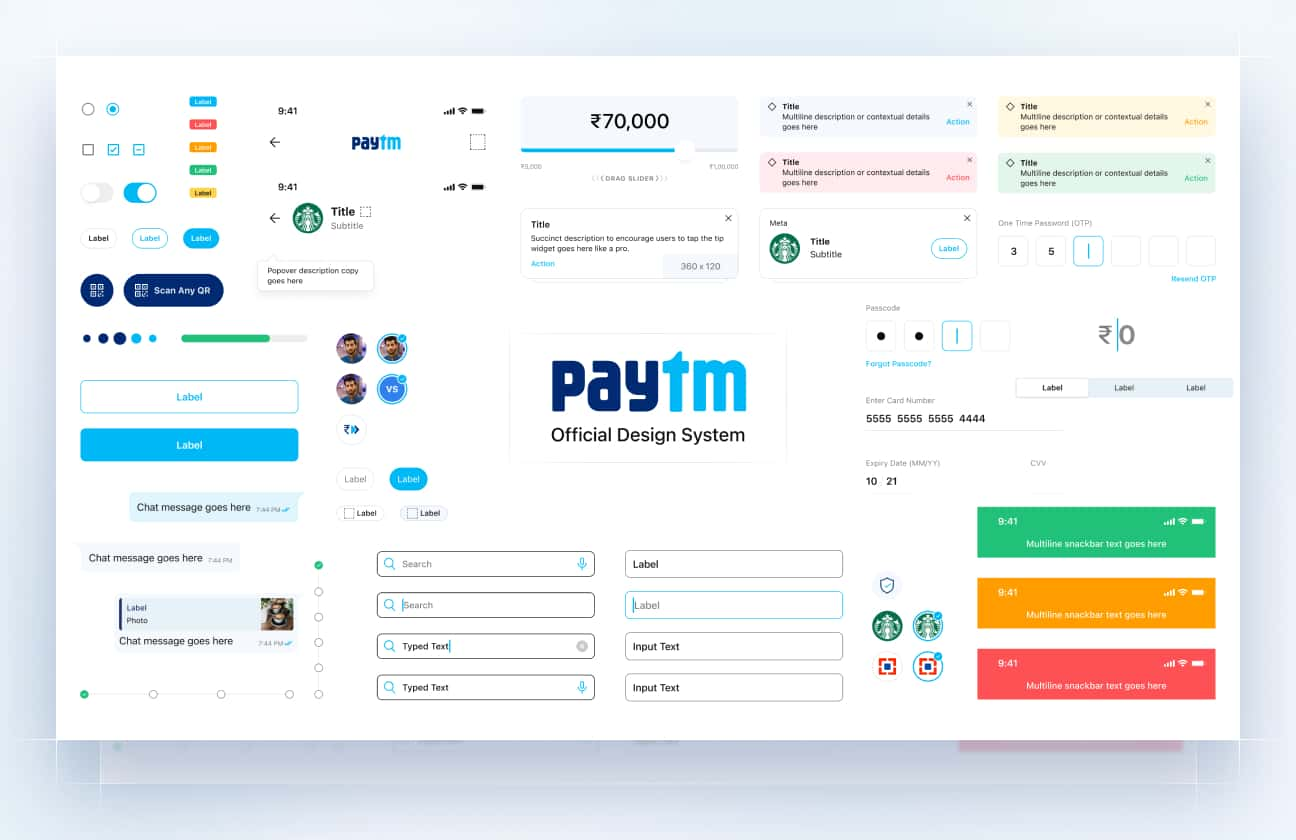 Label
Label
Label
Label
Label
Label
Label
Label
Scan Any QR
9:41
paytm
9:41
Title
Subtitle
Popover description copy
goes here
₹70,000
₹5,000
₹1,00,000
DRAG SLIDER
Title
Succinct description to encourage users to tap the tip
widget goes here like a pro.
Action
360 x 120
Title
Multiline description or contextual details
goes here
Action
Title
Multiline description or contextual details
goes here
Action
Meta
Title
Subtitle
Label
Title
Multiline description or contextual details
goes here
Action
Title
Multiline description or contextual details
goes here
Action
One Time Password (OTP)
3 5
Resend OTP
Passcode
Forgot Passcode?
₹0
Label Label Label
Enter Card Number
5555 5555 5555 4444
Expiry Date (MM/YY)
CVV
10 21
Label
Label
VS
₹
Label
Label
Label
Label
paytm
Official Design System
Chat message goes here 7:44 PM
Chat message goes here 7:44 PM
Label
Photo
Chat message goes here 7:44 PM
Search
Search
Typed Text
Typed Text
Label
Label
Input Text
Input Text
9:41
Multiline snackbar text goes here
9:41
Multiline snackbar text goes here
9:41
Multiline snackbar text goes here